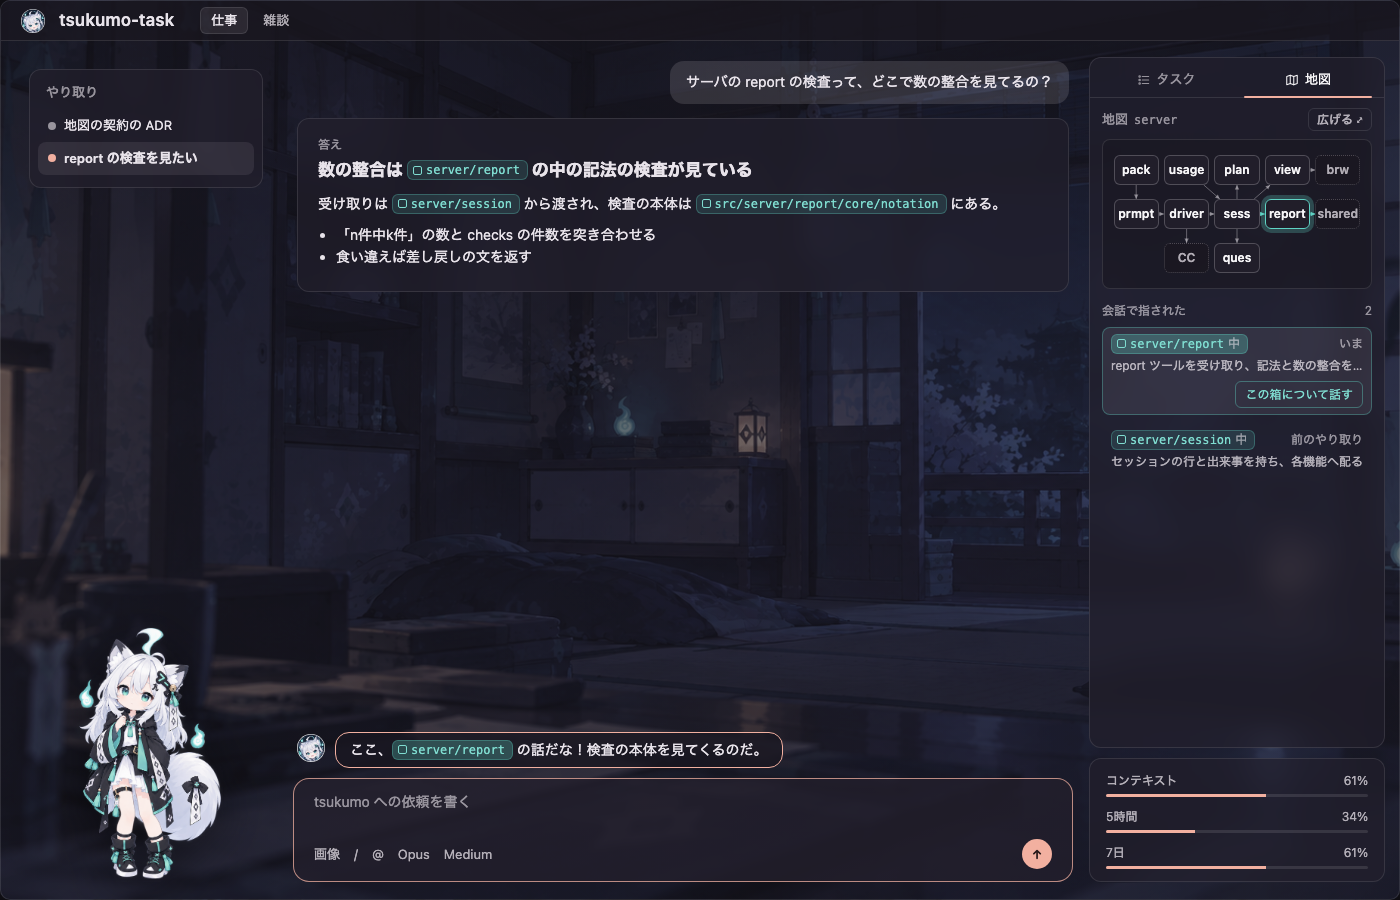 tsukumo-task 仕事 雑談
やり取り
地図の契約の ADR
report の検査を見たい
サーバの report の検査って、どこで数の整合を見てるの？
答え
数の整合は server/report の中の記法の検査が見ている
受け取りは server/session から渡され、検査の本体は src/server/report/core/notation にある。
• 「n件中k件」の数と checks の件数を突き合わせる
• 食い違えば差し戻しの文を返す
ここ、 server/report の話だな！検査の本体を見てくるのだ。
tsukumo への依頼を書く
画像 / @ Opus Medium
タスク 地図
地図 server 広げる
pack usage plan view brw
prmpt driver sess report shared
CC ques
会話で指された 2
server/report 中 いま
report ツールを受け取り、記法と数の整合を…
この箱について話す
server/session 中 前のやり取り
セッションの行と出来事を持ち、各機能へ配る
コンテキスト 61%
5時間 34%
7日 61%